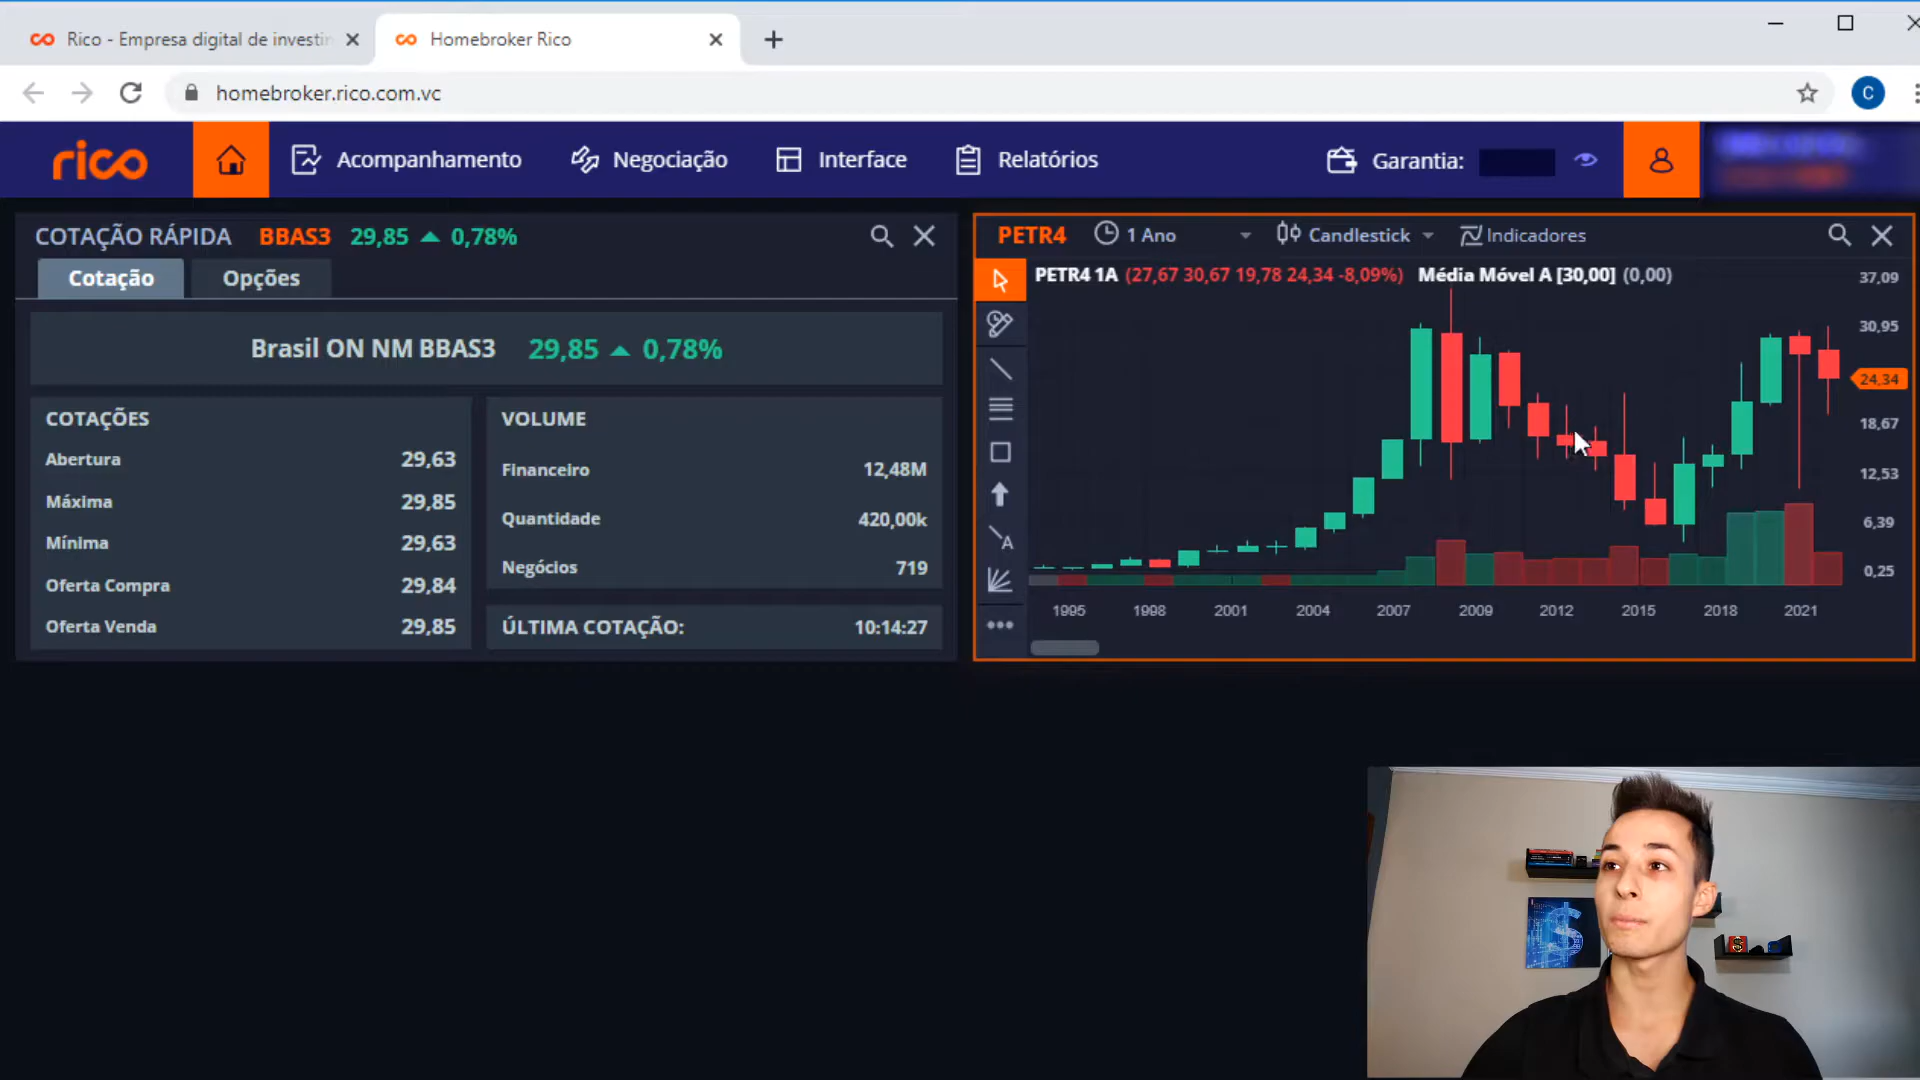 Rico - Empresa digital de investin
Homebroker Rico
homebroker.rico.com.vc
C
rico
Acompanhamento
Negociação
Interface
Relatórios
Garantia:
COTAÇÃO RÁPIDA BBAS3 29,85 0,78%
Cotação
Opções
Brasil ON NM BBAS3 29,85 0,78%
COTAÇÕES
Abertura 29,63
Máxima 29,85
Mínima 29,63
Oferta Compra 29,84
Oferta Venda 29,85
VOLUME
Financeiro 12,48M
Quantidade 420,00k
Negócios 719
ÚLTIMA COTAÇÃO: 10:14:27
PETR4 1 Ano Candlestick Indicadores
PETR4 1A (27,67 30,67 19,78 24,34 -8,09%) Média Móvel A [30,00] (0,00)
37,09
30,95
24,34
18,67
12,53
6,39
0,25
A
1995 1998 2001 2004 2007 2009 2012 2015 2018 2021